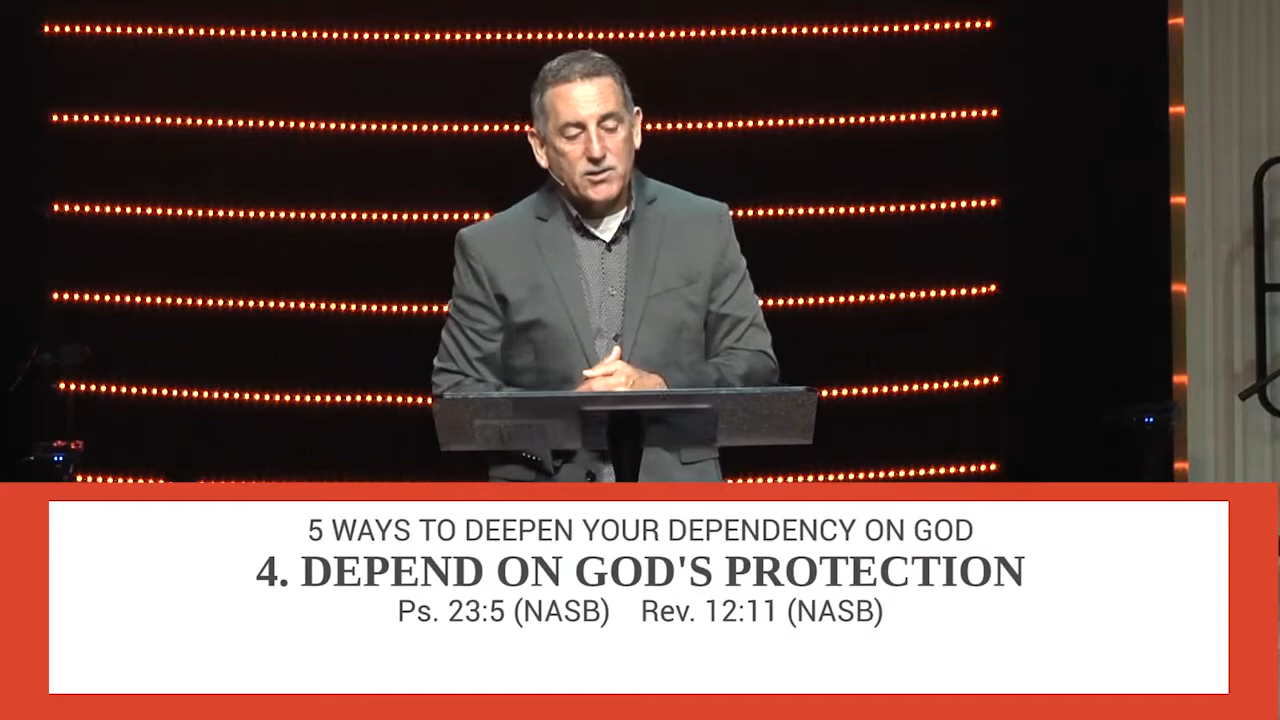 5 WAYS TO DEEPEN YOUR DEPENDENCY ON GOD
4. DEPEND ON GOD'S PROTECTION
Ps. 23:5 (NASB) Rev. 12:11 (NASB)